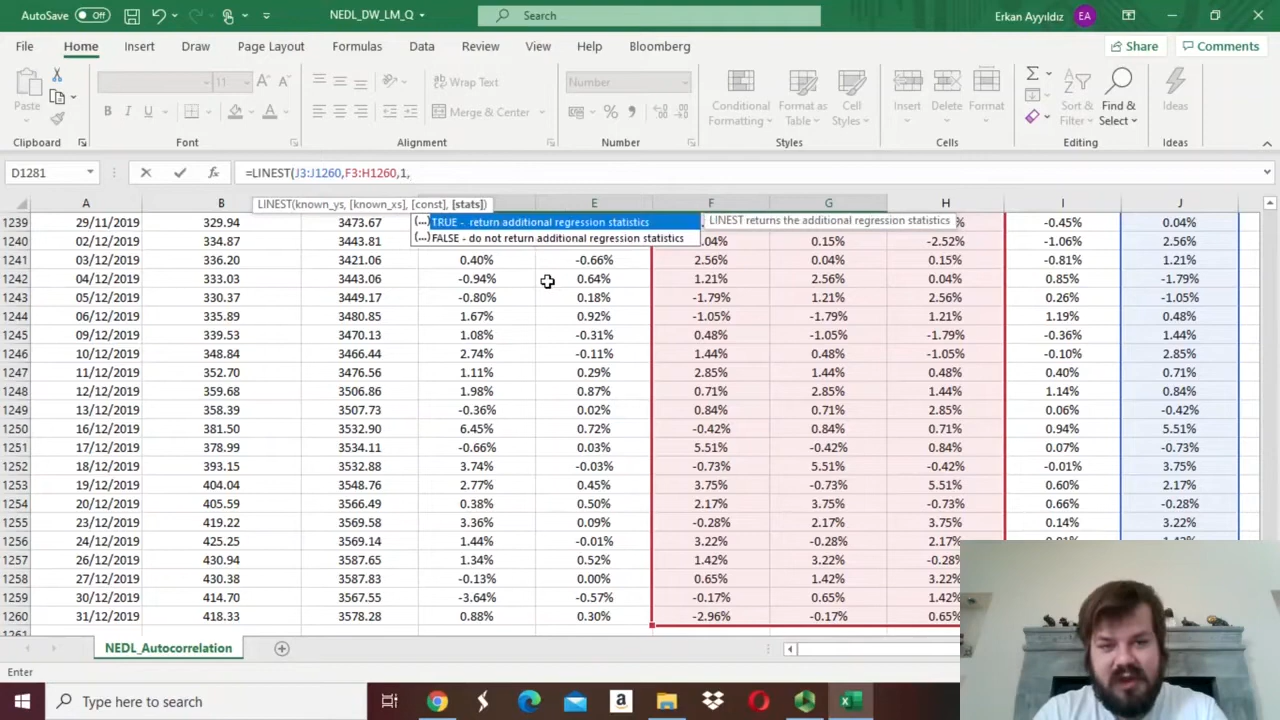 AutoSave Off NEDL_DW_LM_Q Search Erkan Ayyıldız EA
File Home Insert Draw Page Layout Formulas Data Review View Help Bloomberg Share Comments
Paste 11 A A Wrap Text Number Conditional Format as Cell Insert Delete Format Sort & Find & Ideas
B I U A Merge & Center % Formatting Table Styles Filter Select
Clipboard Font Alignment Number Styles Cells Editing Ideas
D1281 fx =LINEST(J3:J1260,F3:H1260,1,
LINEST(known_ys, [known_xs], [const], [stats])
A B E F G H I J
1239 29/11/2019 329.94 3473.67 (...) TRUE - return additional regression statistics LINEST returns the additional regression statistics % -0.45% 0.04%
1240 02/12/2019 334.87 3443.81 (...) FALSE - do not return additional regression statistics .04% 0.15% -2.52% -1.06% 2.56%
1241 03/12/2019 336.20 3421.06 0.40% -0.66% 2.56% 0.04% 0.15% -0.81% 1.21%
1242 04/12/2019 333.03 3443.06 -0.94% 0.64% 1.21% 2.56% 0.04% 0.85% -1.79%
1243 05/12/2019 330.37 3449.17 -0.80% 0.18% -1.79% 1.21% 2.56% 0.26% -1.05%
1244 06/12/2019 335.89 3480.85 1.67% 0.92% -1.05% -1.79% 1.21% 1.19% 0.48%
1245 09/12/2019 339.53 3470.13 1.08% -0.31% 0.48% -1.05% -1.79% -0.36% 1.44%
1246 10/12/2019 348.84 3466.44 2.74% -0.11% 1.44% 0.48% -1.05% -0.10% 2.85%
1247 11/12/2019 352.70 3476.56 1.11% 0.29% 2.85% 1.44% 0.48% 0.40% 0.71%
1248 12/12/2019 359.68 3506.86 1.98% 0.87% 0.71% 2.85% 1.44% 1.14% 0.84%
1249 13/12/2019 358.39 3507.73 -0.36% 0.02% 0.84% 0.71% 2.85% 0.06% -0.42%
1250 16/12/2019 381.50 3532.90 6.45% 0.72% -0.42% 0.84% 0.71% 0.94% 5.51%
1251 17/12/2019 378.99 3534.11 -0.66% 0.03% 5.51% -0.42% 0.84% 0.07% -0.73%
1252 18/12/2019 393.15 3532.88 3.74% -0.03% -0.73% 5.51% -0.42% -0.01% 3.75%
1253 19/12/2019 404.04 3548.76 2.77% 0.45% 3.75% -0.73% 5.51% 0.60% 2.17%
1254 20/12/2019 405.59 3566.49 0.38% 0.50% 2.17% 3.75% -0.73% 0.66% -0.28%
1255 23/12/2019 419.22 3569.58 3.36% 0.09% -0.28% 2.17% 3.75% 0.14% 3.22%
1256 24/12/2019 425.25 3569.14 1.44% -0.01% 3.22% -0.28% 2.17%
1257 26/12/2019 430.94 3587.65 1.34% 0.52% 1.42% 3.22% -0.28%
1258 27/12/2019 430.38 3587.83 -0.13% 0.00% 0.65% 1.42% 3.22%
1259 30/12/2019 414.70 3567.55 -3.64% -0.57% -0.17% 0.65% 1.42%
1260 31/12/2019 418.33 3578.28 0.88% 0.30% -2.96% -0.17% 0.65%
NEDL_Autocorrelation
Enter
Type here to search